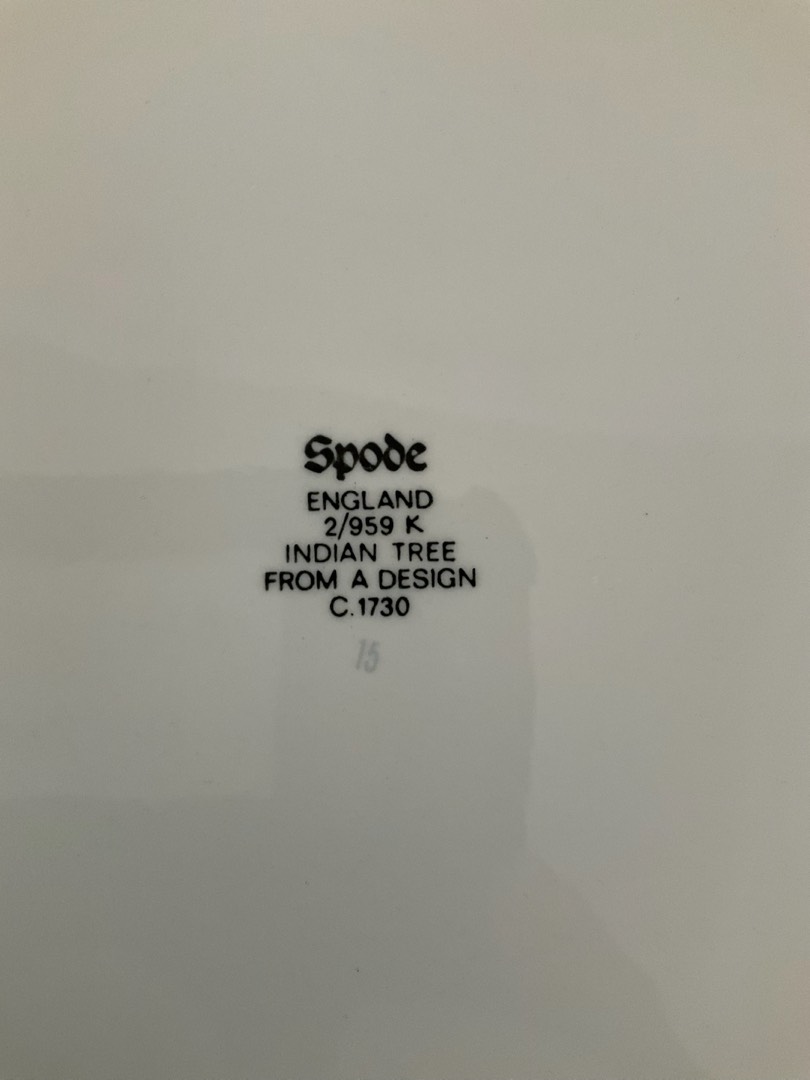 Spode
ENGLAND
2/959 K
INDIAN TREE
FROM A DESIGN
C.1730
15